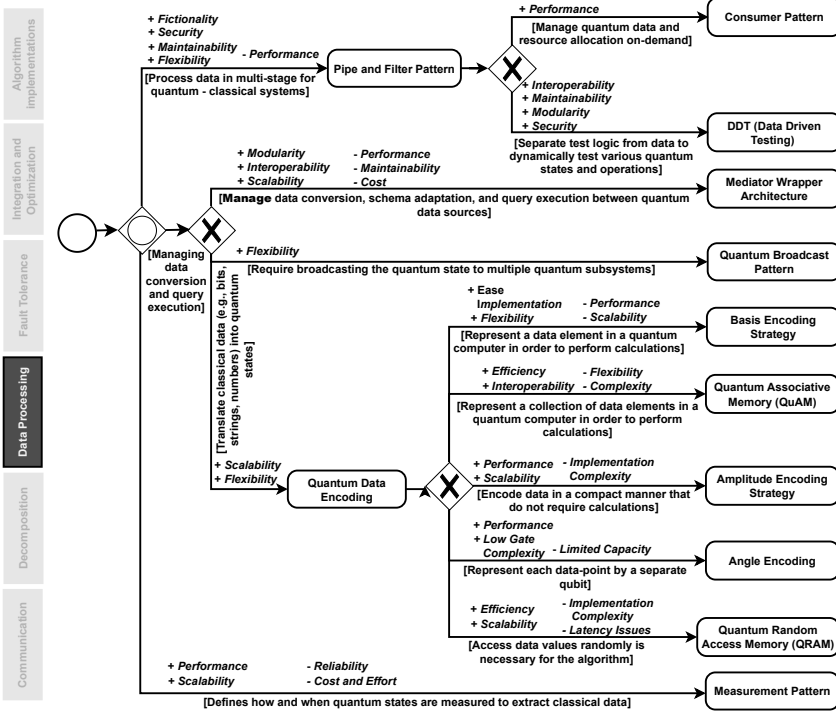 Algorithm
implementations
Integration and
Optimization
Fault Tolerance
Data Processing
Decomposition
Communication
+ Fictionality
+ Security
+ Maintainability
+ Flexibility
- Performance
[Process data in multi-stage for
quantum - classical systems]
Pipe and Filter Pattern
+ Performance
[Manage quantum data and
resource allocation on-demand]
Consumer Pattern
+ Interoperability
+ Maintainability
+ Modularity
+ Security
[Separate test logic from data to
dynamically test various quantum
states and operations]
DDT (Data Driven
Testing)
[Managing
data
conversion
and query
execution]
+ Modularity
+ Interoperability
+ Scalability
- Performance
- Maintainability
- Cost
[Manage data conversion, schema adaptation, and query execution between quantum
data sources]
Mediator Wrapper
Architecture
+ Flexibility
[Require broadcasting the quantum state to multiple quantum subsystems]
Quantum Broadcast
Pattern
[Translate classical data (e.g., bits,
strings, numbers) into quantum
states]
+ Scalability
+ Flexibility
Quantum Data
Encoding
+ Ease
Implementation
+ Flexibility
- Performance
- Scalability
[Represent a data element in a quantum
computer in order to perform calculations]
Basis Encoding
Strategy
+ Efficiency
+ Interoperability
- Flexibility
- Complexity
[Represent a collection of data elements in a
quantum computer in order to perform
calculations]
Quantum Associative
Memory (QuAM)
+ Performance
+ Scalability
- Implementation
Complexity
[Encode data in a compact manner that
do not require calculations]
Amplitude Encoding
Strategy
+ Performance
+ Low Gate
Complexity
- Limited Capacity
[Represent each data-point by a separate
qubit]
Angle Encoding
+ Efficiency
+ Scalability
- Implementation
Complexity
- Latency Issues
[Access data values randomly is
necessary for the algorithm]
Quantum Random
Access Memory (QRAM)
+ Performance
+ Scalability
- Reliability
- Cost and Effort
[Defines how and when quantum states are measured to extract classical data]
Measurement Pattern